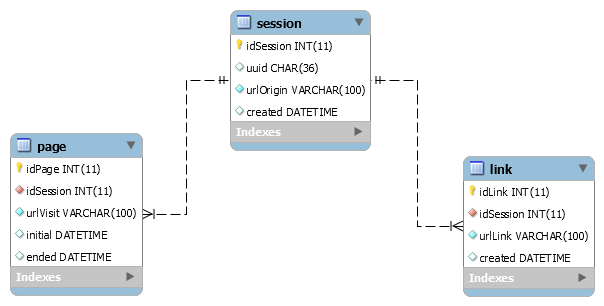 session
idSession INT(11)
uuid CHAR(36)
urlOrigin VARCHAR(100)
created DATETIME
Indexes
page
idPage INT(11)
idSession INT(11)
urlVisit VARCHAR(100)
initial DATETIME
ended DATETIME
Indexes
link
idLink INT(11)
idSession INT(11)
urlLink VARCHAR(100)
created DATETIME
Indexes